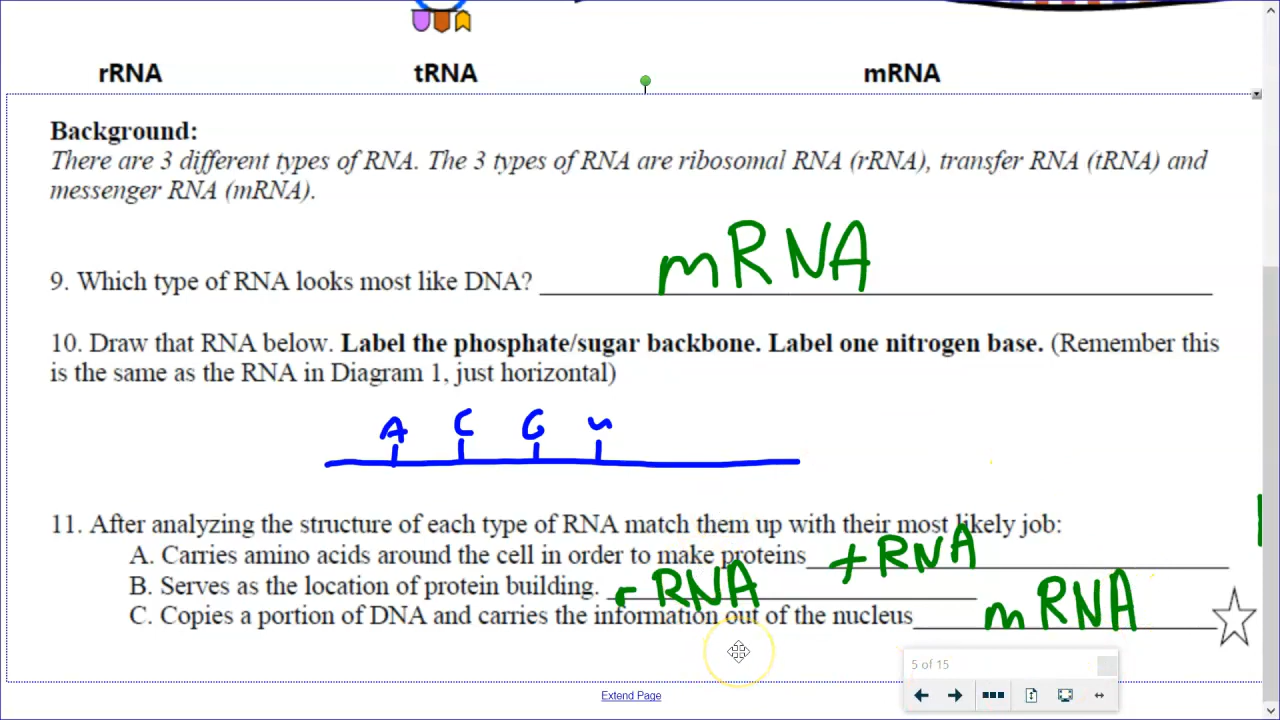 rRNA tRNA mRNA
Background:
There are 3 different types of RNA. The 3 types of RNA are ribosomal RNA (rRNA), transfer RNA (tRNA) and
messenger RNA (mRNA).
9. Which type of RNA looks most like DNA? mRNA
10. Draw that RNA below. Label the phosphate/sugar backbone. Label one nitrogen base. (Remember this
is the same as the RNA in Diagram 1, just horizontal)
A C G u
11. After analyzing the structure of each type of RNA match them up with their most likely job:
A. Carries amino acids around the cell in order to make proteins tRNA
B. Serves as the location of protein building. rRNA
C. Copies a portion of DNA and carries the information out of the nucleus mRNA
5 of 15
Extend Page